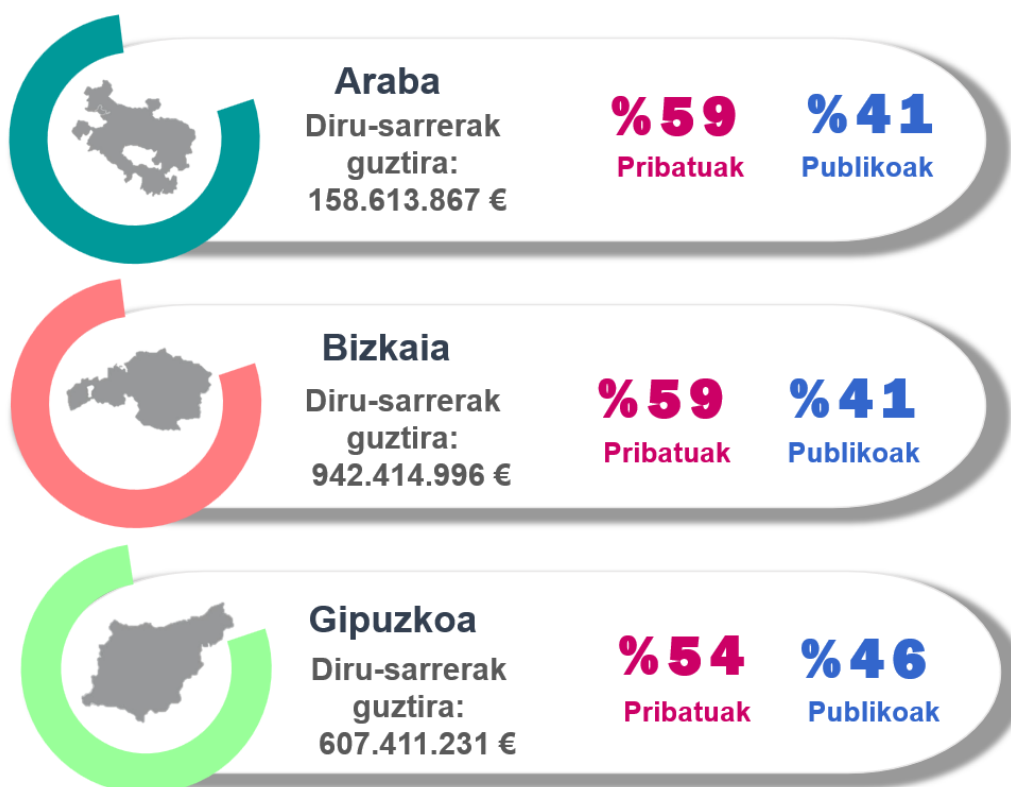 Araba
Diru-sarrerak
guztira:
158.613.867 €
%59
Pribatuak
%41
Publikoak
Bizkaia
Diru-sarrerak
guztira:
942.414.996 €
%59
Pribatuak
%41
Publikoak
Gipuzkoa
Diru-sarrerak
guztira:
607.411.231 €
%54
Pribatuak
%46
Publikoak